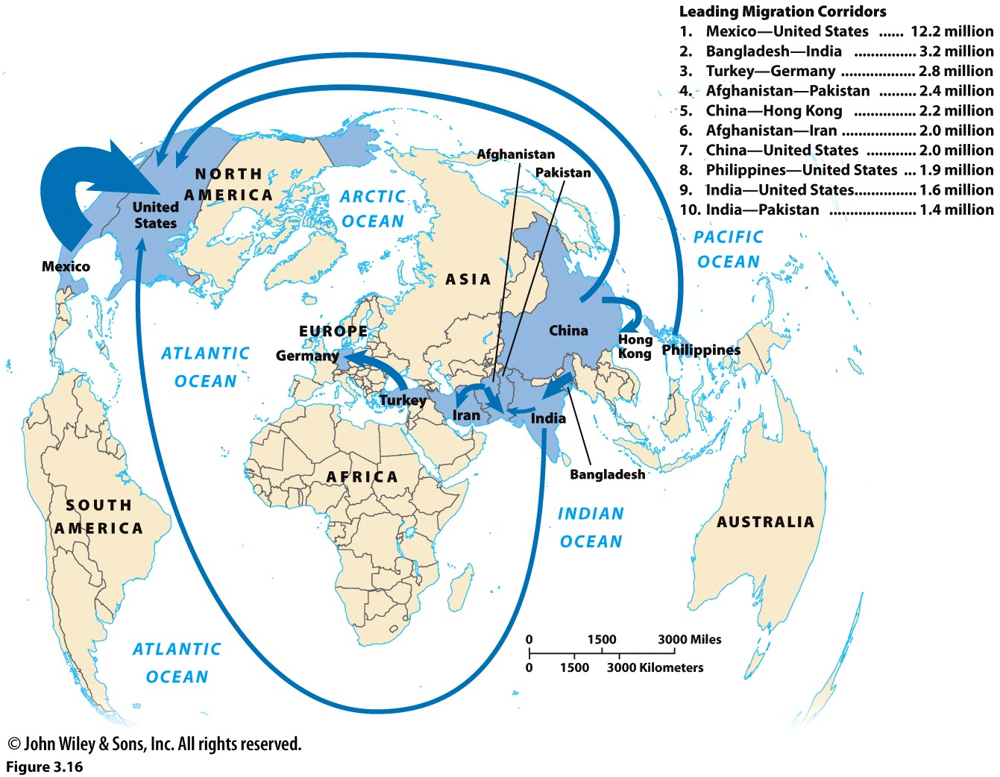 Leading Migration Corridors
1. Mexico—United States ...... 12.2 million
2. Bangladesh—India ............... 3.2 million
3. Turkey—Germany .................. 2.8 million
4. Afghanistan—Pakistan ......... 2.4 million
5. China—Hong Kong ............... 2.2 million
6. Afghanistan—Iran .................. 2.0 million
7. China—United States ............ 2.0 million
8. Philippines—United States ... 1.9 million
9. India—United States............... 1.6 million
10. India—Pakistan ..................... 1.4 million
Afghanistan
Pakistan
NORTH
AMERICA
United
States
ARCTIC
OCEAN
PACIFIC
OCEAN
Mexico
ASIA
EUROPE
Germany
China
Hong
Kong
Philippines
ATLANTIC
OCEAN
Turkey
Iran
India
Bangladesh
AFRICA
SOUTH
AMERICA
INDIAN
OCEAN
AUSTRALIA
ATLANTIC
OCEAN
0 1500 3000 Miles
0 1500 3000 Kilometers
© John Wiley & Sons, Inc. All rights reserved.
Figure 3.16